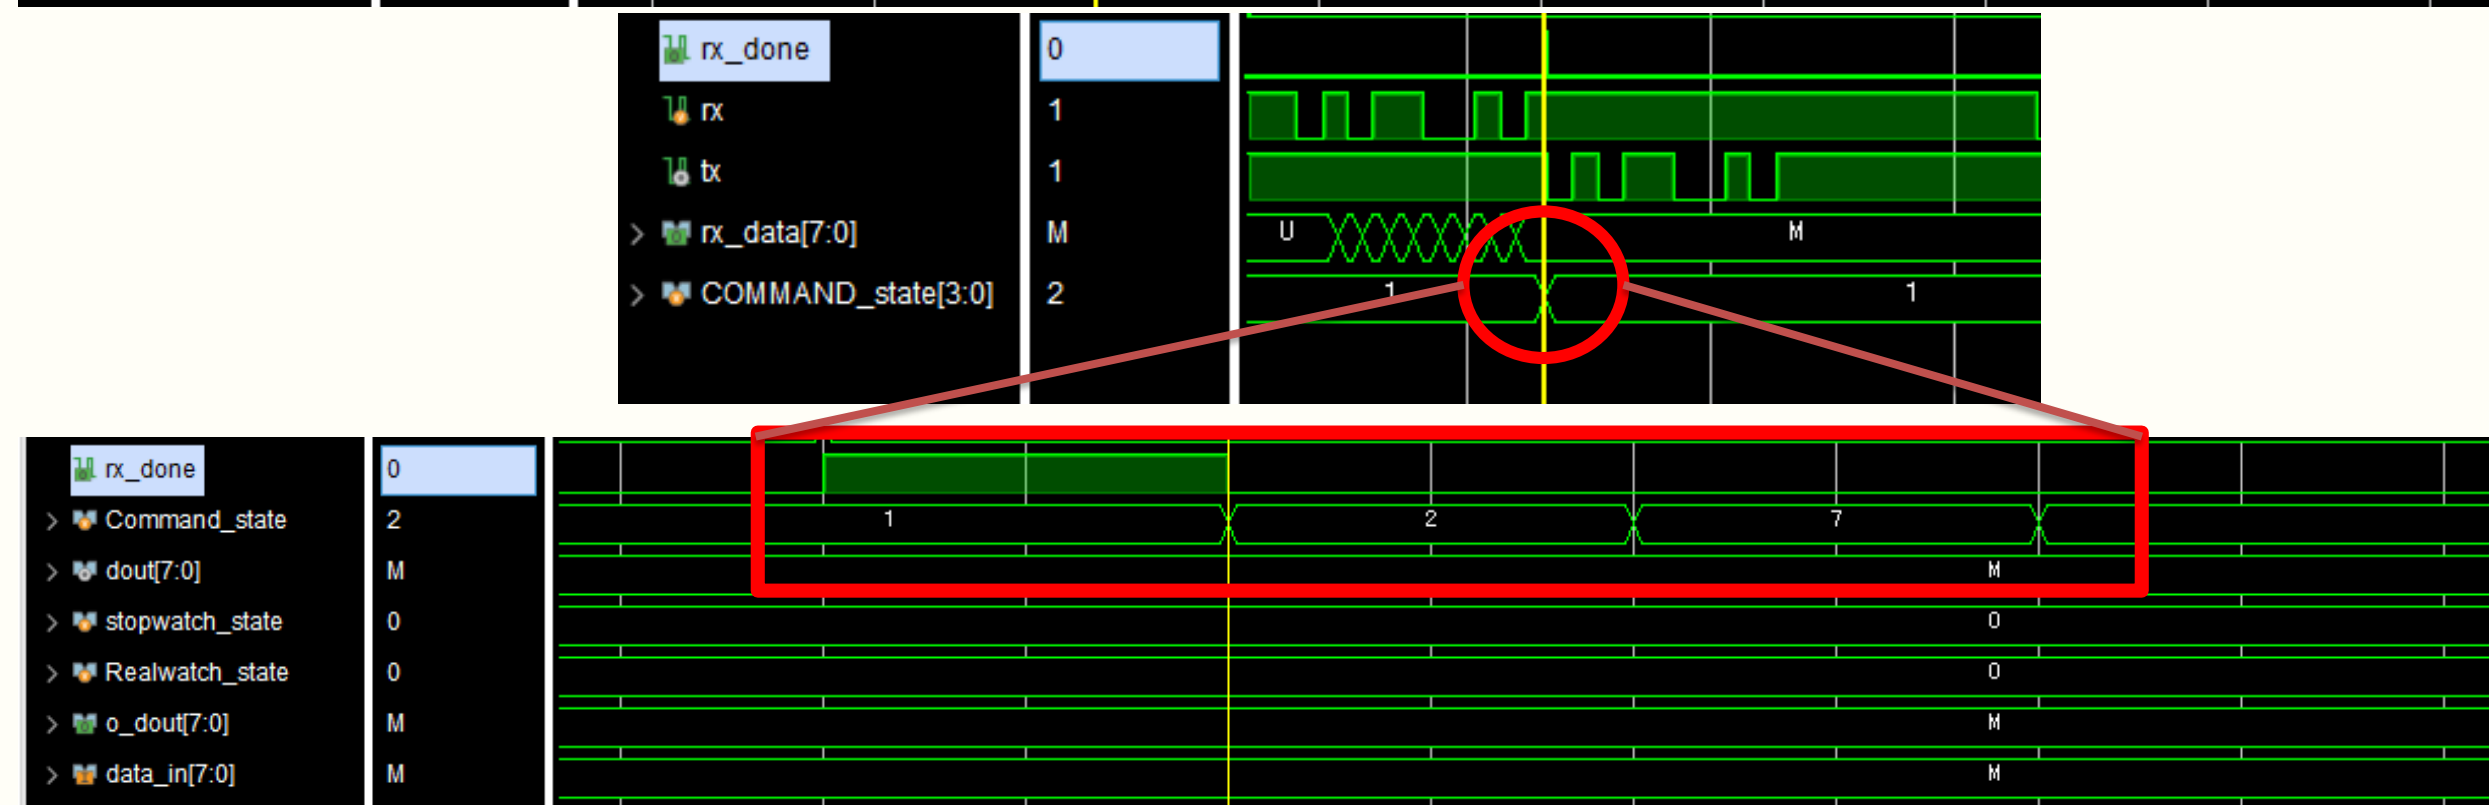 rx_done 0
rx 1
tx 1
rx_data[7:0] M U M
COMMAND_state[3:0] 2 1 1
rx_done 0
Command_state 2 1 2 7
dout[7:0] M M
stopwatch_state 0 0
Realwatch_state 0 0
o_dout[7:0] M M
data_in[7:0] M M